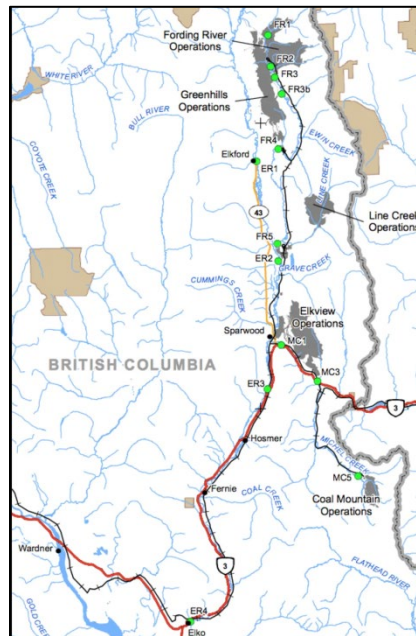 FR1
Fording River
Operations
FR2
FR3
Greenhills
Operations
FR3b
WHITE RIVER
BULL RIVER
EWIN CREEK
FR4
Elkford
ER1
COYOTE CREEK
LINE CREEK
43
Line Creek
Operations
FR5
ER2
GRAVE CREEK
CUMMINGS CREEK
Elkview
Operations
Sparwood
MC1
BRITISH COLUMBIA
MC3
ER3
3
Hosmer
MICHEL CREEK
MC5
Fernie
COAL CREEK
Coal Mountain
Operations
Wardner
3
FLATHEAD RIVER
GOLD CREEK
ER4
Elko